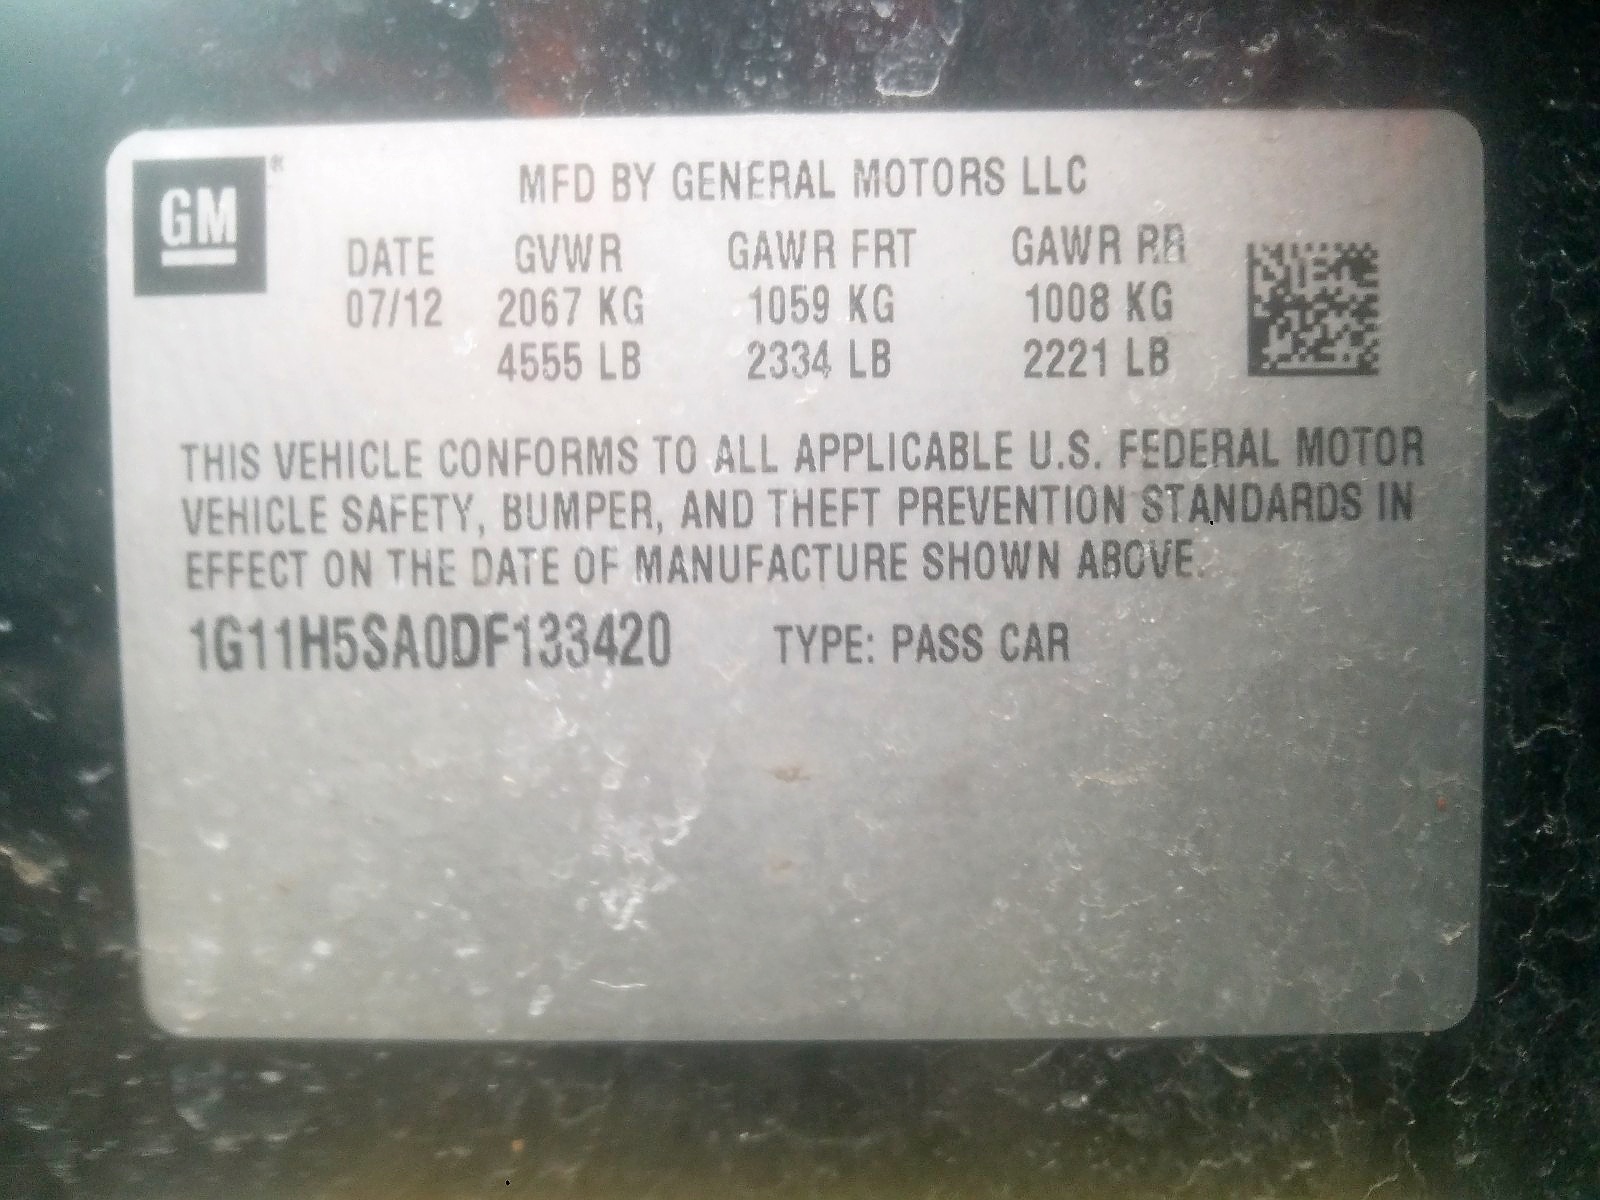 GM®
MFD BY GENERAL MOTORS LLC
DATE GVWR GAWR FRT GAWR RR
07/12 2067 KG 1059 KG 1008 KG
4555 LB 2334 LB 2221 LB
THIS VEHICLE CONFORMS TO ALL APPLICABLE U.S. FEDERAL MOTOR
VEHICLE SAFETY, BUMPER, AND THEFT PREVENTION STANDARDS IN
EFFECT ON THE DATE OF MANUFACTURE SHOWN ABOVE.
1G11H5SA0DF133420 TYPE: PASS CAR